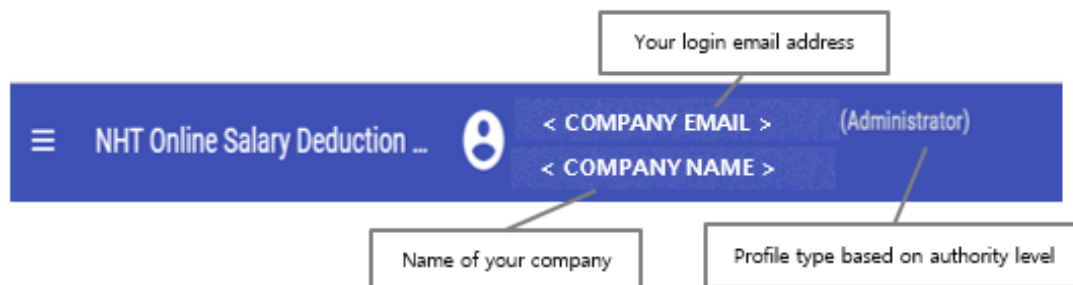 Your login email address
NHT Online Salary Deduction ...
< COMPANY EMAIL >
(Administrator)
< COMPANY NAME >
Name of your company
Profile type based on authority level